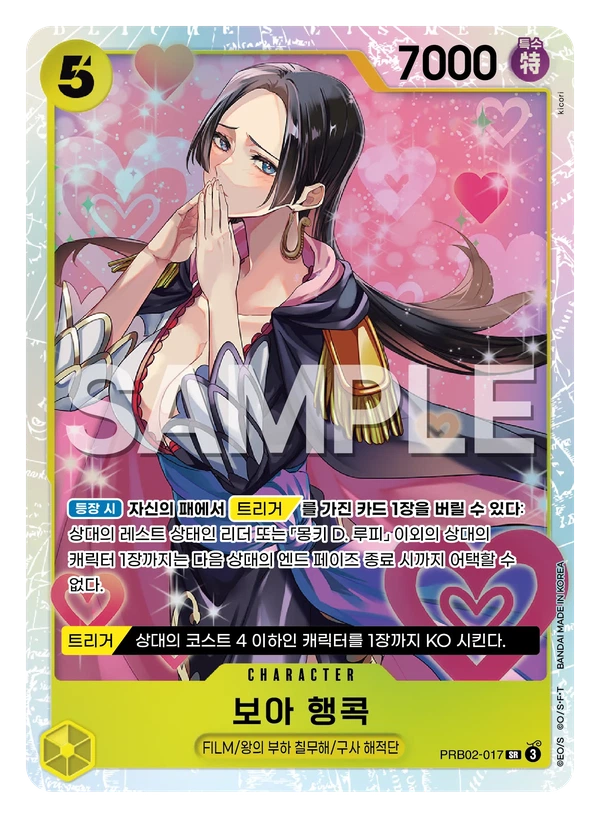 5
7000
특수
特
kicori
SAMPLE
등장 시 자신의 패에서 트리거 를 가진 카드 1장을 버릴 수 있다:
상대의 레스트 상태인 리더 또는 『몽키 D. 루피』 이외의 상대의
캐릭터 1장까지는 다음 상대의 엔드 페이즈 종료 시까지 어택할 수
없다.
트리거 상대의 코스트 4 이하인 캐릭터를 1장까지 KO 시킨다.
CHARACTER
보아 행콕
FILM/왕의 부하 칠무해/구사 해적단
PRB02-017 SR 3
©E.O/S ©O/S·F·T BANDAI MADE IN KOREA